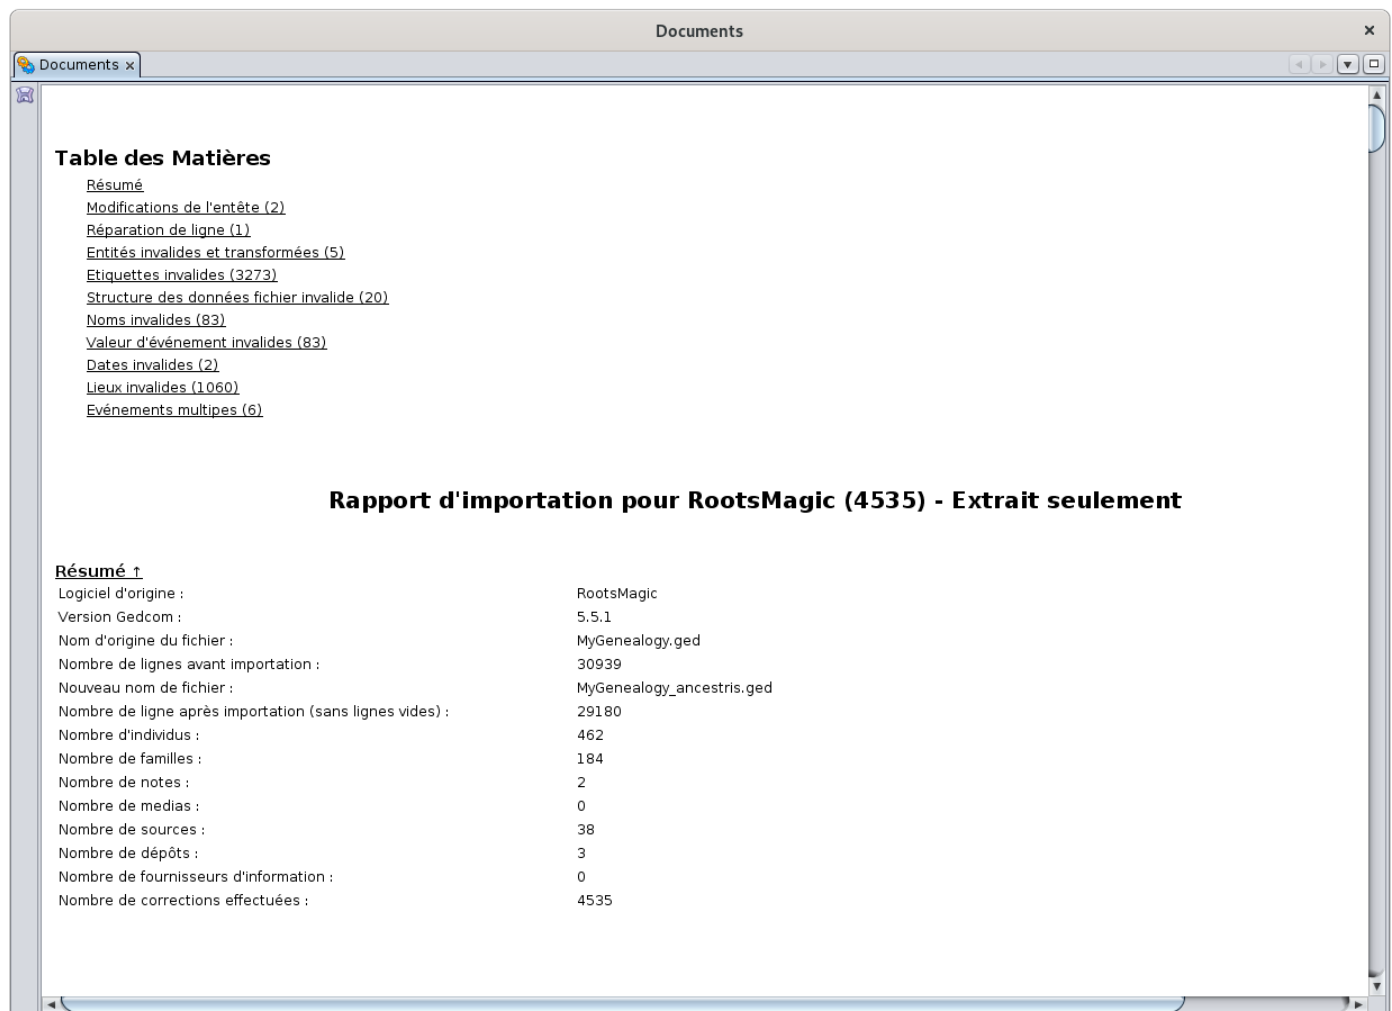 Documents
Documents
Table des Matières
Résumé
Modifications de l'entête (2)
Réparation de ligne (1)
Entités invalides et transformées (5)
Etiquettes invalides (3273)
Structure des données fichier invalide (20)
Noms invalides (83)
Valeur d'événement invalides (83)
Dates invalides (2)
Lieux invalides (1060)
Evénements multipes (6)
Rapport d'importation pour RootsMagic (4535) - Extrait seulement
Résumé ↑
Logiciel d'origine : RootsMagic
Version Gedcom : 5.5.1
Nom d'origine du fichier : MyGenealogy.ged
Nombre de lignes avant importation : 30939
Nouveau nom de fichier : MyGenealogy_ancestris.ged
Nombre de ligne après importation (sans lignes vides) : 29180
Nombre d'individus : 462
Nombre de familles : 184
Nombre de notes : 2
Nombre de medias : 0
Nombre de sources : 38
Nombre de dépôts : 3
Nombre de fournisseurs d'information : 0
Nombre de corrections effectuées : 4535